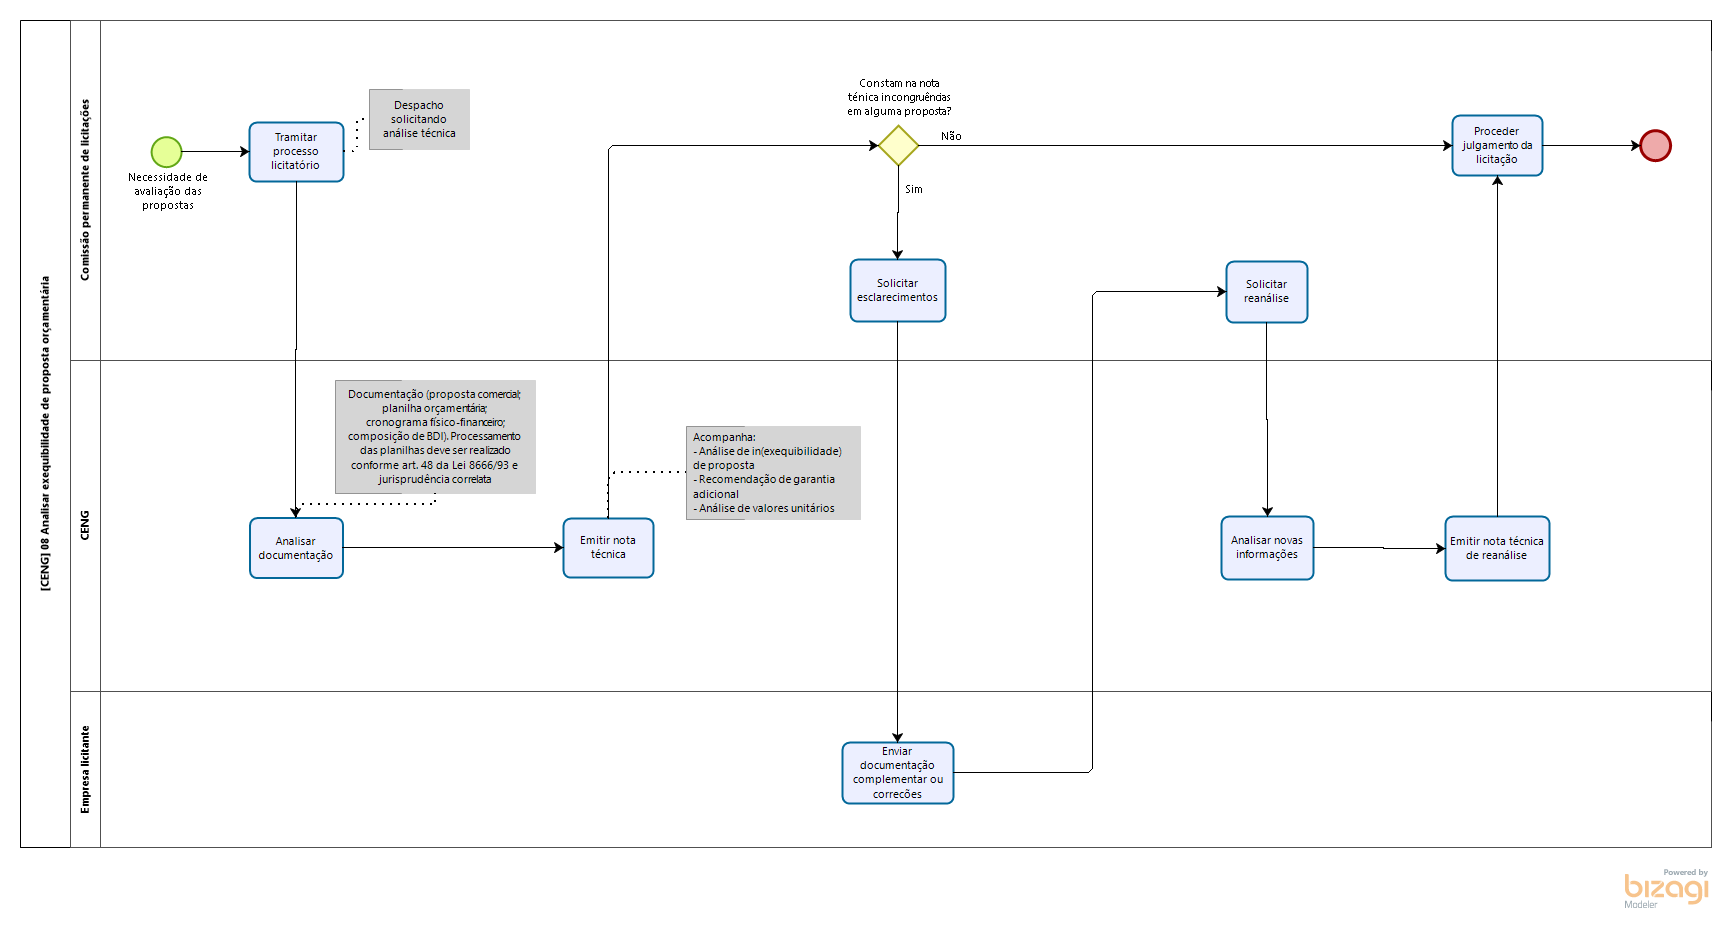 [CENG] 08 Analisar exequibilidade de proposta orçamentária
Comissão permanente de licitações
Necessidade de
avaliação das
propostas
Tramitar
processo
licitatório
Despacho
solicitando
análise técnica
Constam na nota
ténica incongruências
em alguma proposta?
Não
Sim
Proceder
julgamento da
licitação
Solicitar
esclarecimentos
Solicitar
reanálise
CENG
Documentação (proposta comercial;
planilha orçamentária;
cronograma físico-financeiro;
composição de BDI). Processamento
das planilhas deve ser realizado
conforme art. 48 da Lei 8666/93 e
jurisprudência correlata
Acompanha:
- Análise de in(exequibilidade)
de proposta
- Recomendação de garantia
adicional
- Análise de valores unitários
Analisar
documentação
Emitir nota
técnica
Analisar novas
informações
Emitir nota técnica
de reanálise
Empresa licitante
Enviar
documentação
complementar ou
correcões
Powered by
bizagi
Modeler